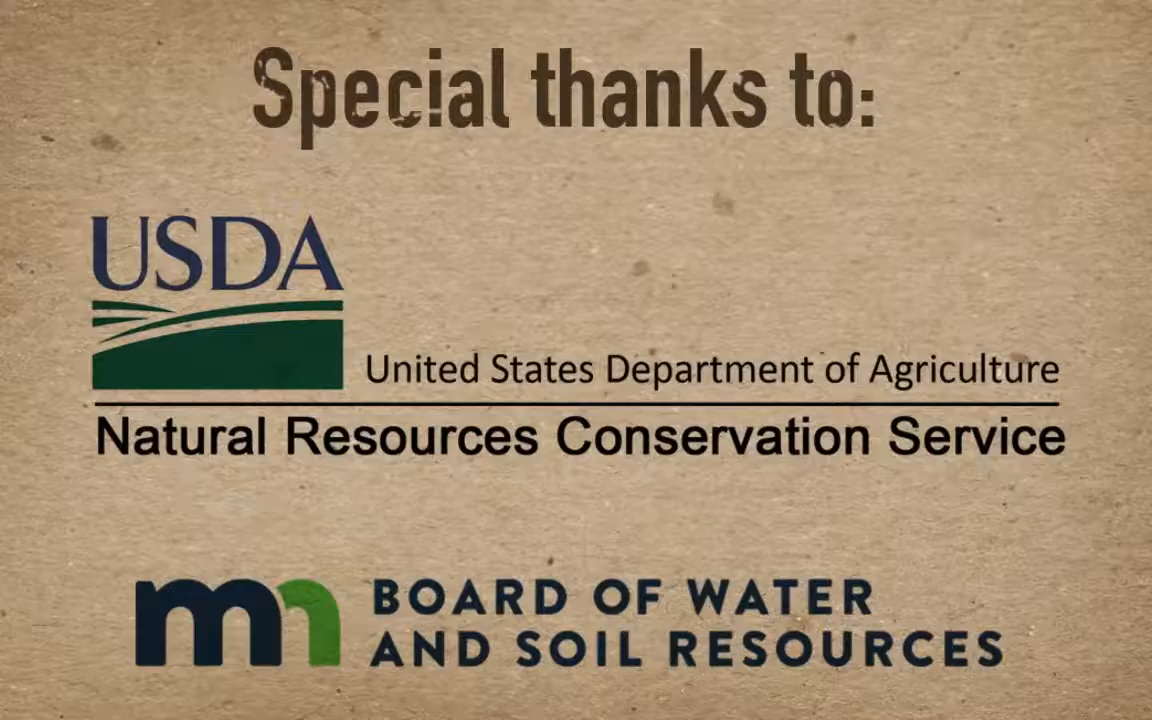 Special thanks to:
USDA
United States Department of Agriculture
Natural Resources Conservation Service
mn BOARD OF WATER
AND SOIL RESOURCES